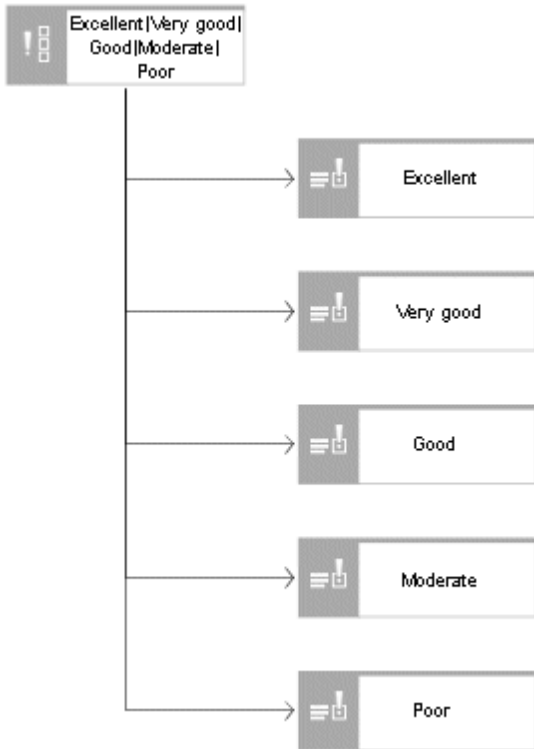 Excellent|Very good|
Good|Moderate|
Poor
Excellent
Very good
Good
Moderate
Poor